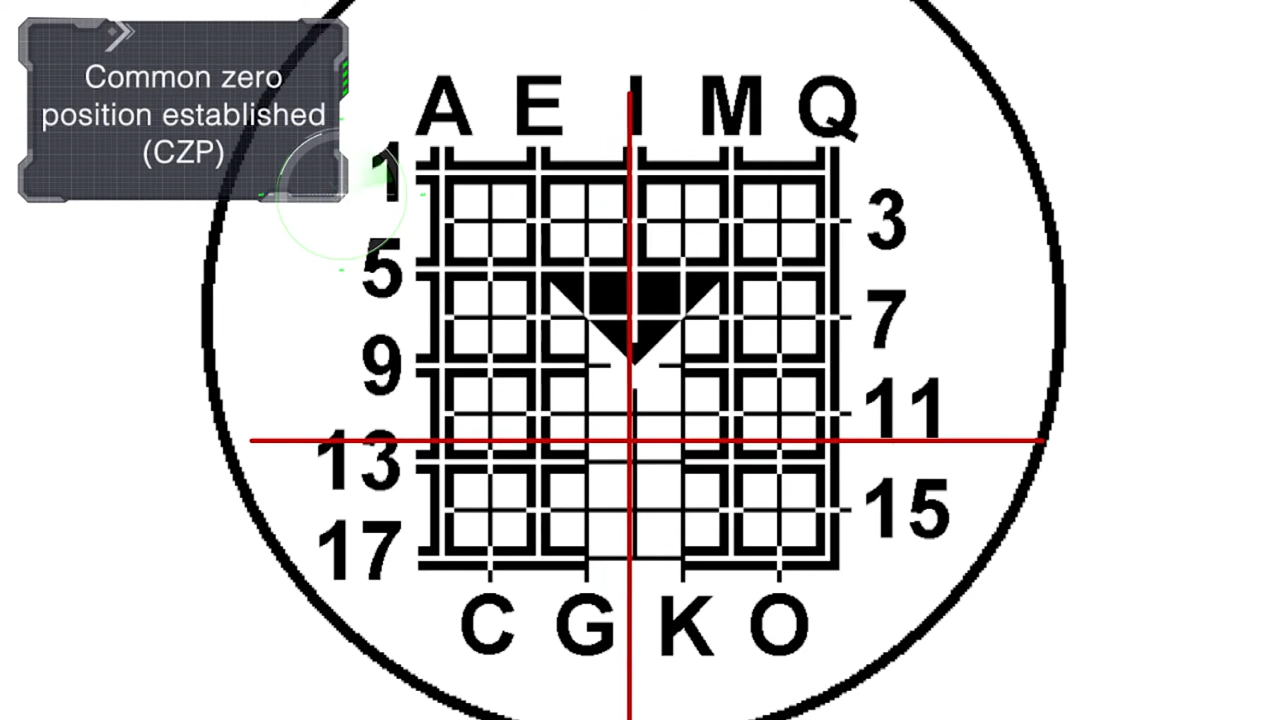 Common zero
position established
(CZP)
A E I M Q
1
3
5
7
9
11
13
15
17
C G K O